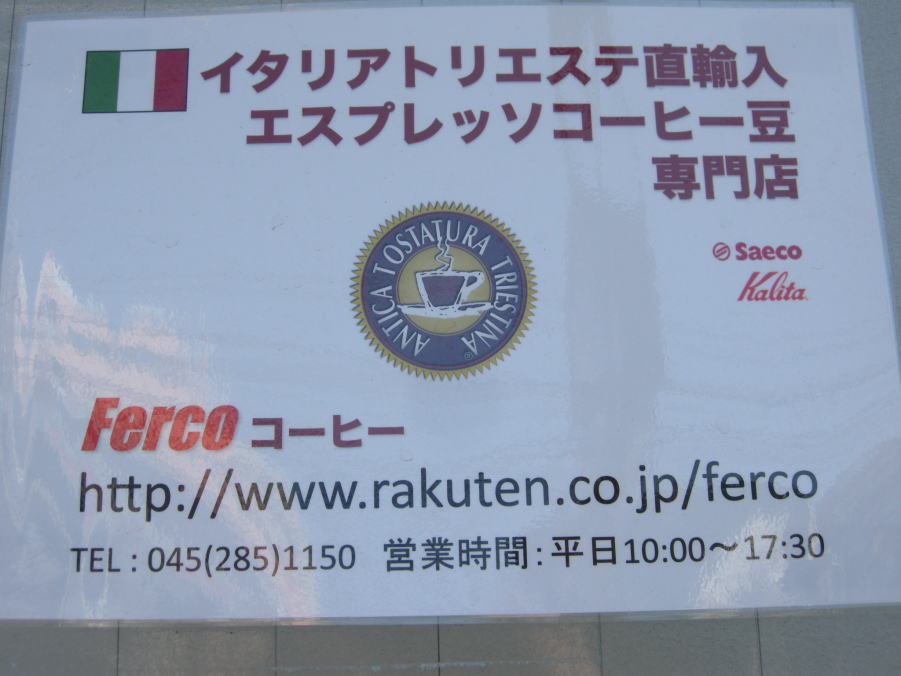 イタリアトリエステ直輸入
エスプレッソコーヒー豆
専門店
ANTICA TOSTATURA TRIESTINA ®
Saeco
Kalita
Ferco コーヒー
http://www.rakuten.co.jp/ferco
TEL : 045(285)1150 営業時間：平日10:00～17:30